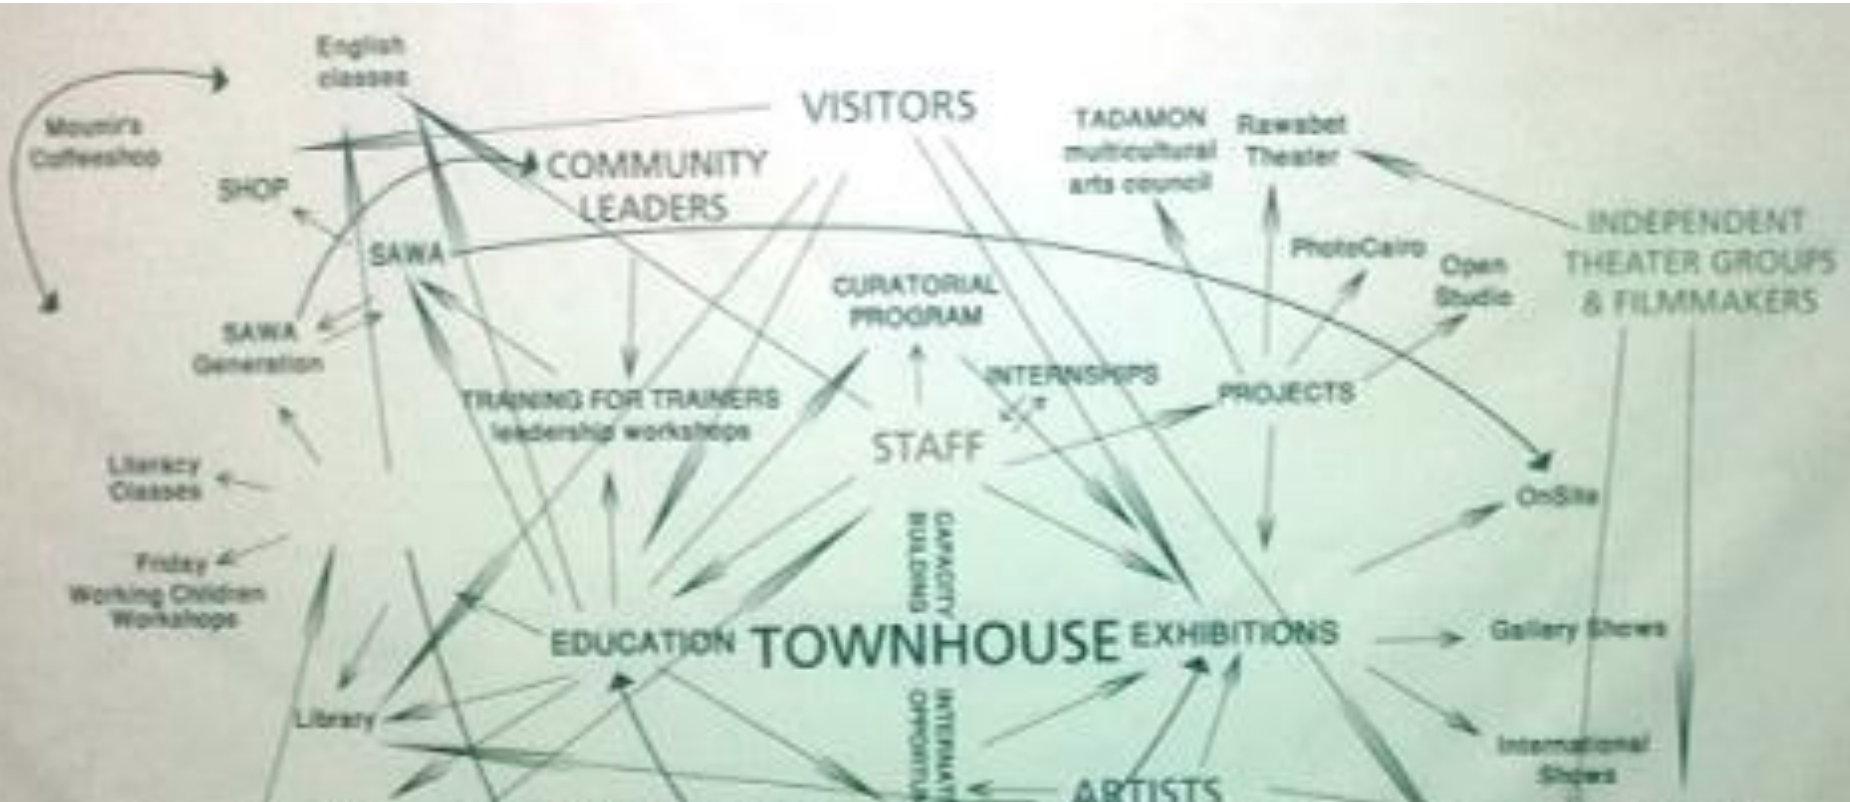 English
classes
VISITORS
Mounir's
Coffeeshop
TADAMON
multicultural
arts council
Rawabet
Theater
COMMUNITY
LEADERS
SHOP
SAWA
INDEPENDENT
THEATER GROUPS
& FILMMAKERS
PhotoCairo
Open
Studio
CURATORIAL
PROGRAM
SAWA
Generation
INTERNSHIPS
PROJECTS
TRAINING FOR TRAINERS
leadership workshops
STAFF
Literacy
Classes
OnSite
CAPACITY
BUILDING
Friday
Working Children
Workshops
EDUCATION
TOWNHOUSE
EXHIBITIONS
Gallery Shows
Library
International
Shows
ARTISTS